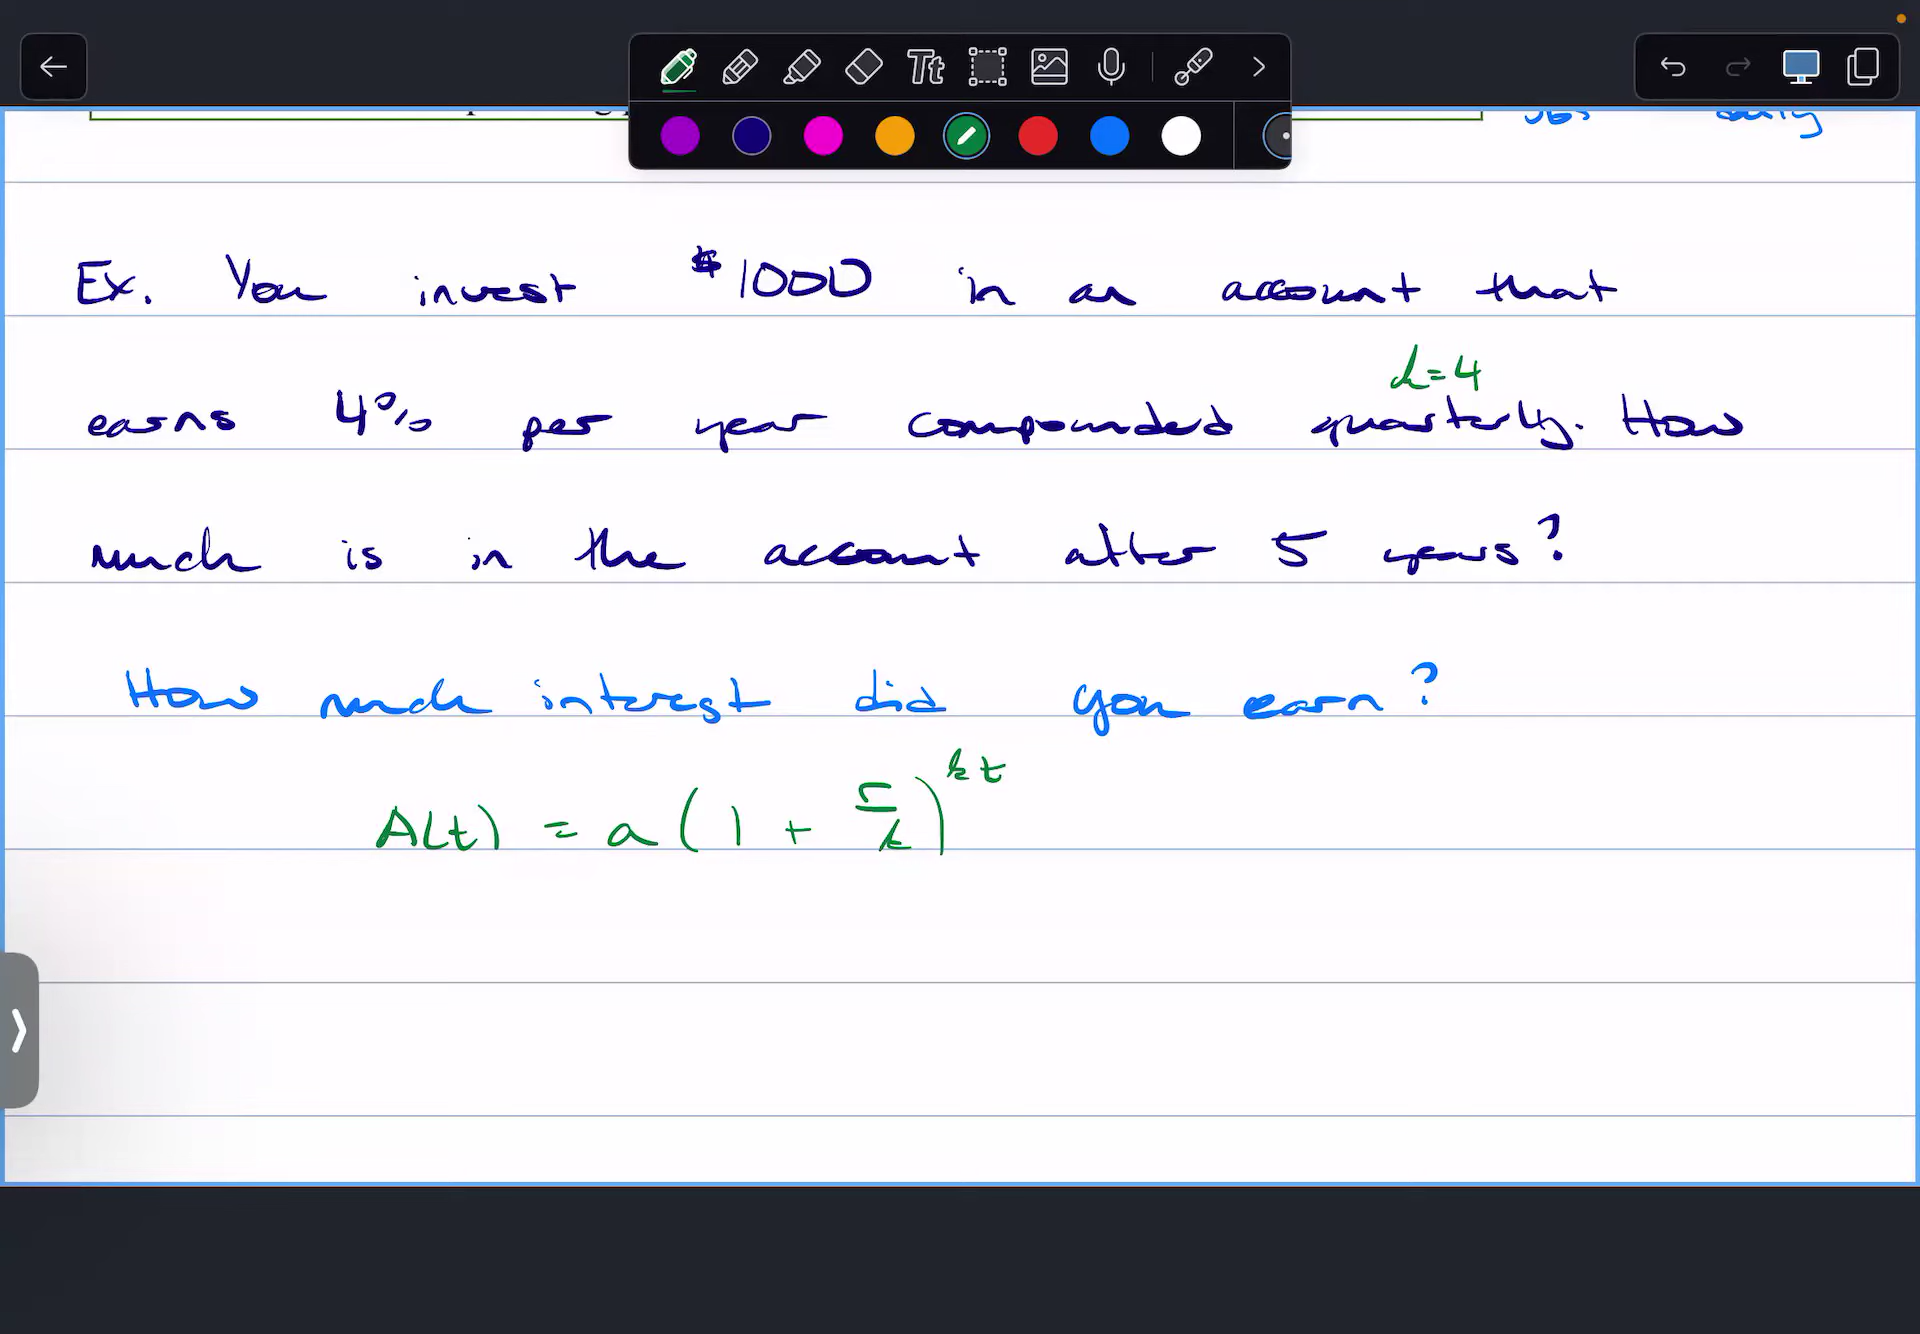 Tt
Ex. You invest $1000 in an account that
k=4
earns 4% per year compounded quarterly. How
much is in the account after 5 years?
How much interest did you earn?
A(t) = a(1 + r/k)^kt